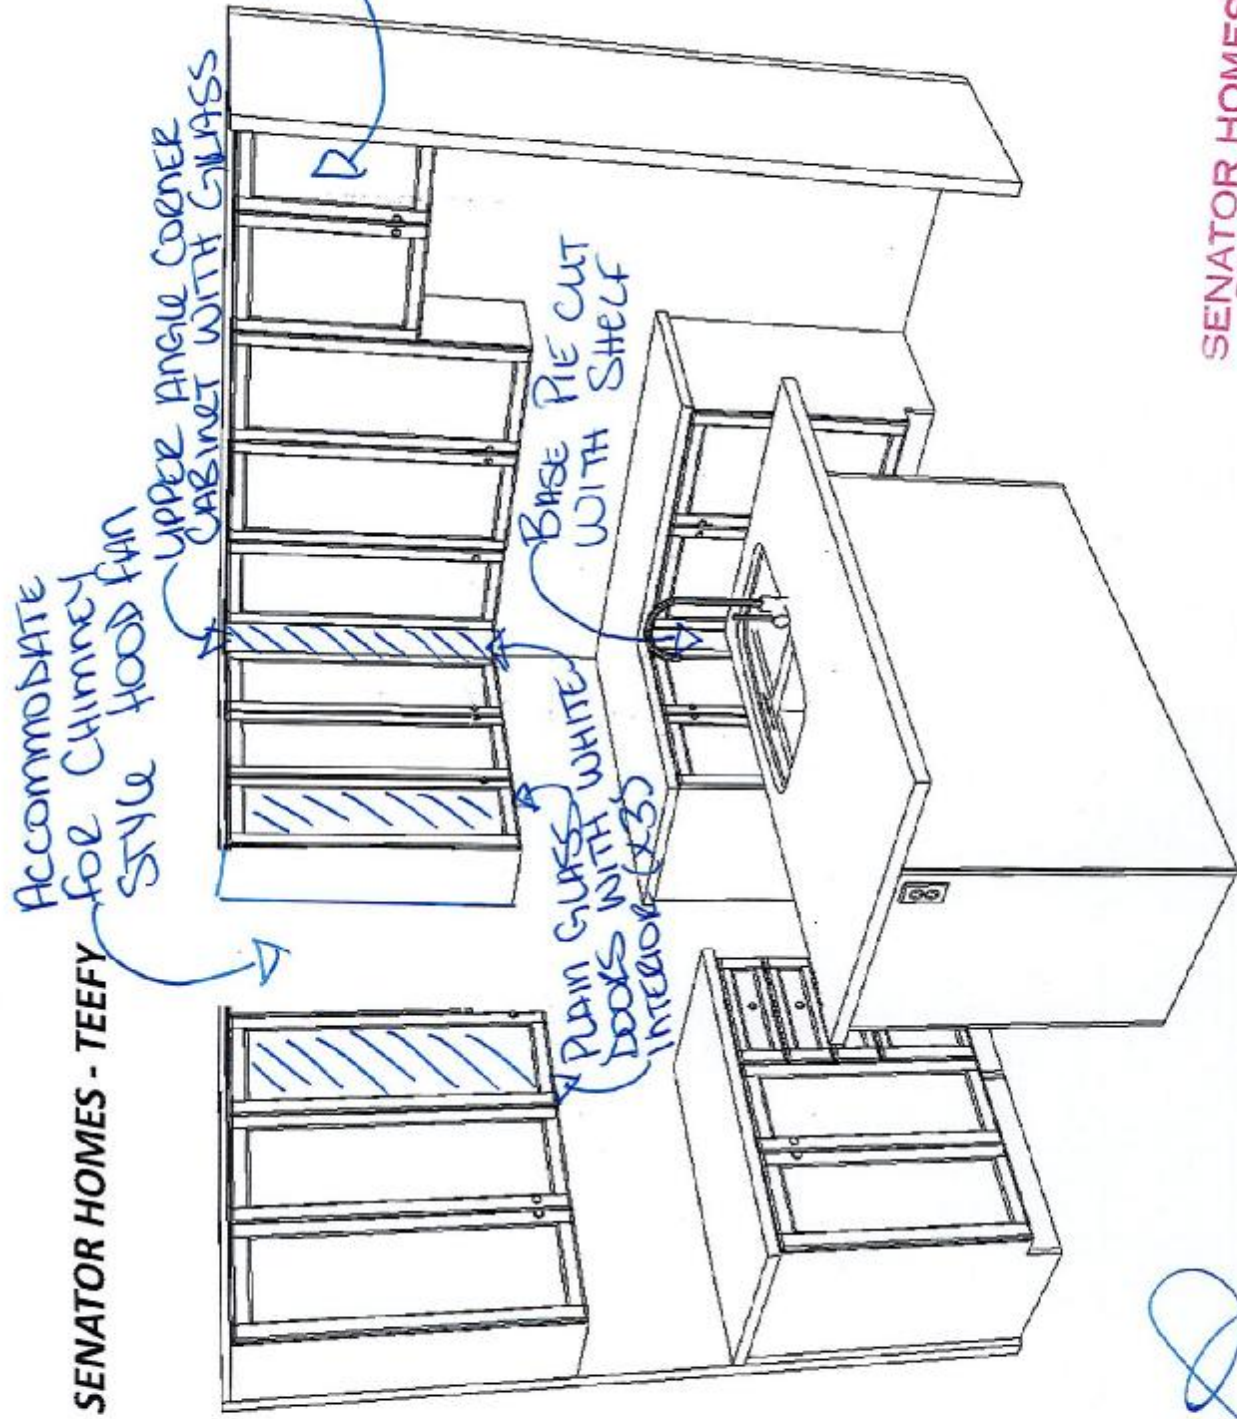 SENATOR HOMES - TEEFY
ACCOMMODATE
FOR CHIMNEY
STYLE HOOD FAN
UPPER ANGLE CORNER
CABINET WITH GLASS
BASE PIE CUT
WITH SHELF
PLAIN GLASS
DOORS WITH WHITE
INTERIOR (x3)
SENATOR HOMES